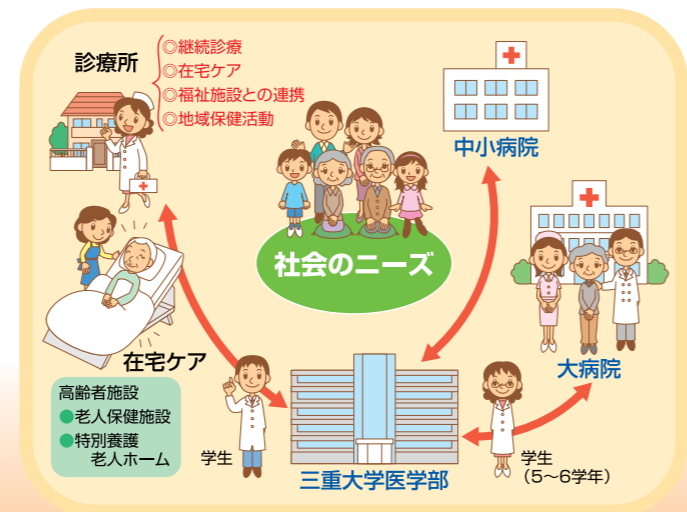 診療所
◎継続診療
◎在宅ケア
◎福祉施設との連携
◎地域保健活動
中小病院
社会のニーズ
大病院
在宅ケア
高齢者施設
●老人保健施設
●特別養護
老人ホーム
学生
三重大学医学部
学生
（5〜6学年）